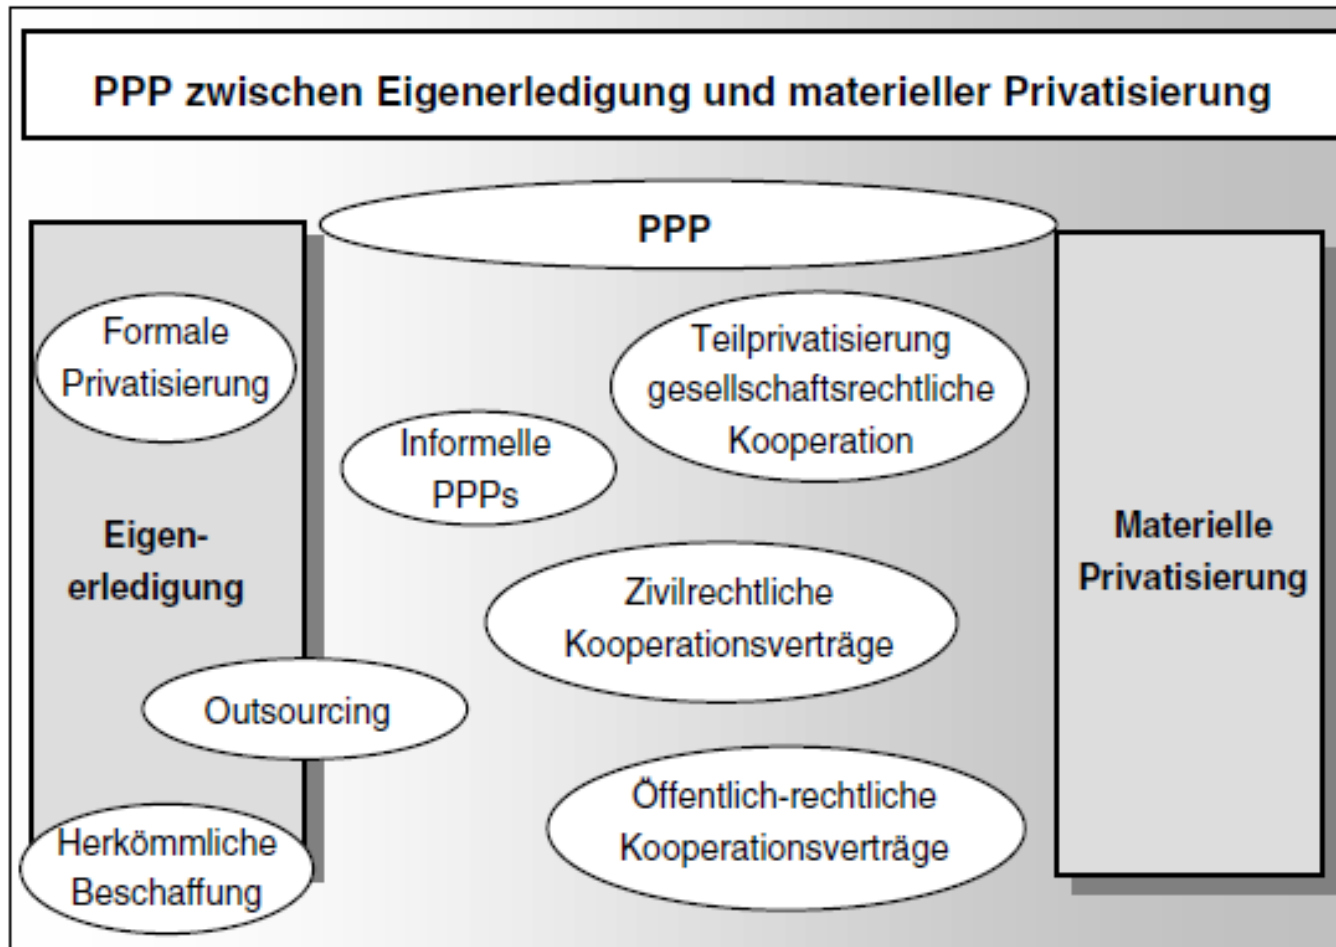 PPP zwischen Eigenerledigung und materieller Privatisierung
PPP
Formale
Privatisierung
Eigen-
erledigung
Outsourcing
Herkömmliche
Beschaffung
Informelle
PPPs
Teilprivatisierung
gesellschaftsrechtliche
Kooperation
Zivilrechtliche
Kooperationsverträge
Öffentlich-rechtliche
Kooperationsverträge
Materielle
Privatisierung